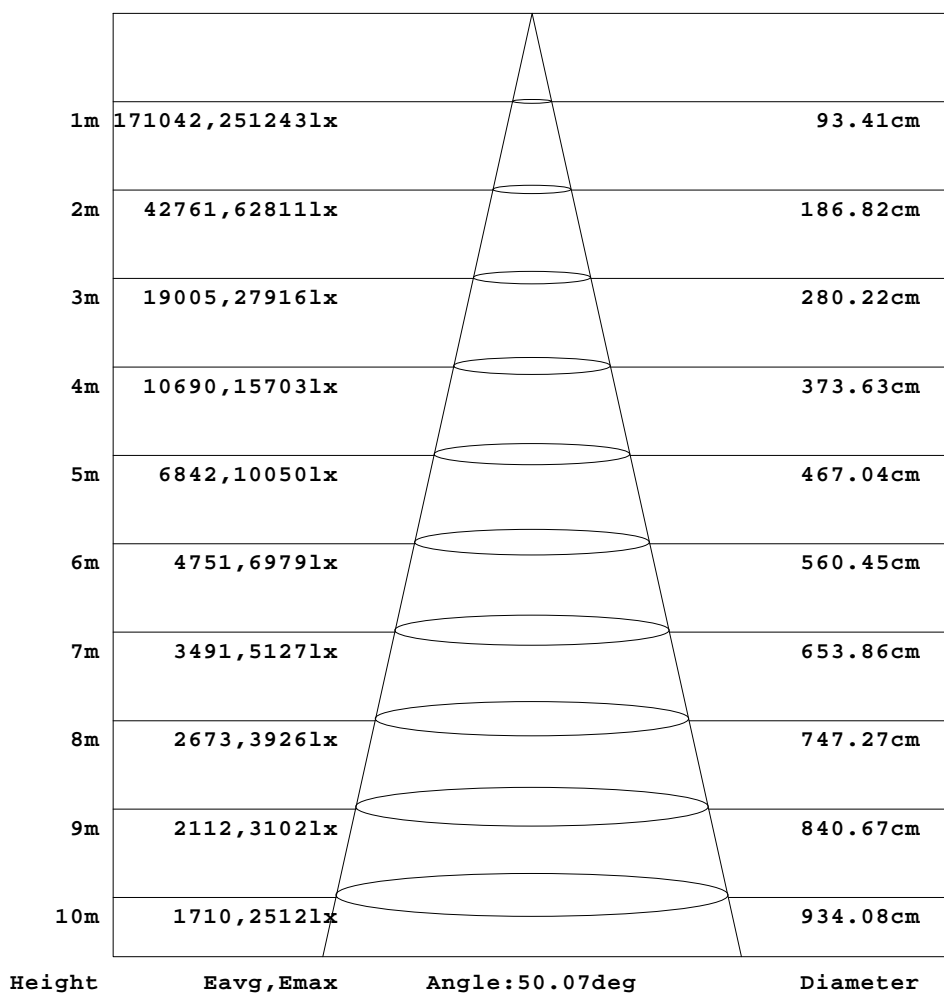 1m 171042,251243lx 93.41cm
2m 42761,62811lx 186.82cm
3m 19005,27916lx 280.22cm
4m 10690,15703lx 373.63cm
5m 6842,10050lx 467.04cm
6m 4751,6979lx 560.45cm
7m 3491,5127lx 653.86cm
8m 2673,3926lx 747.27cm
9m 2112,3102lx 840.67cm
10m 1710,2512lx 934.08cm
Height Eavg,Emax Angle:50.07deg Diameter